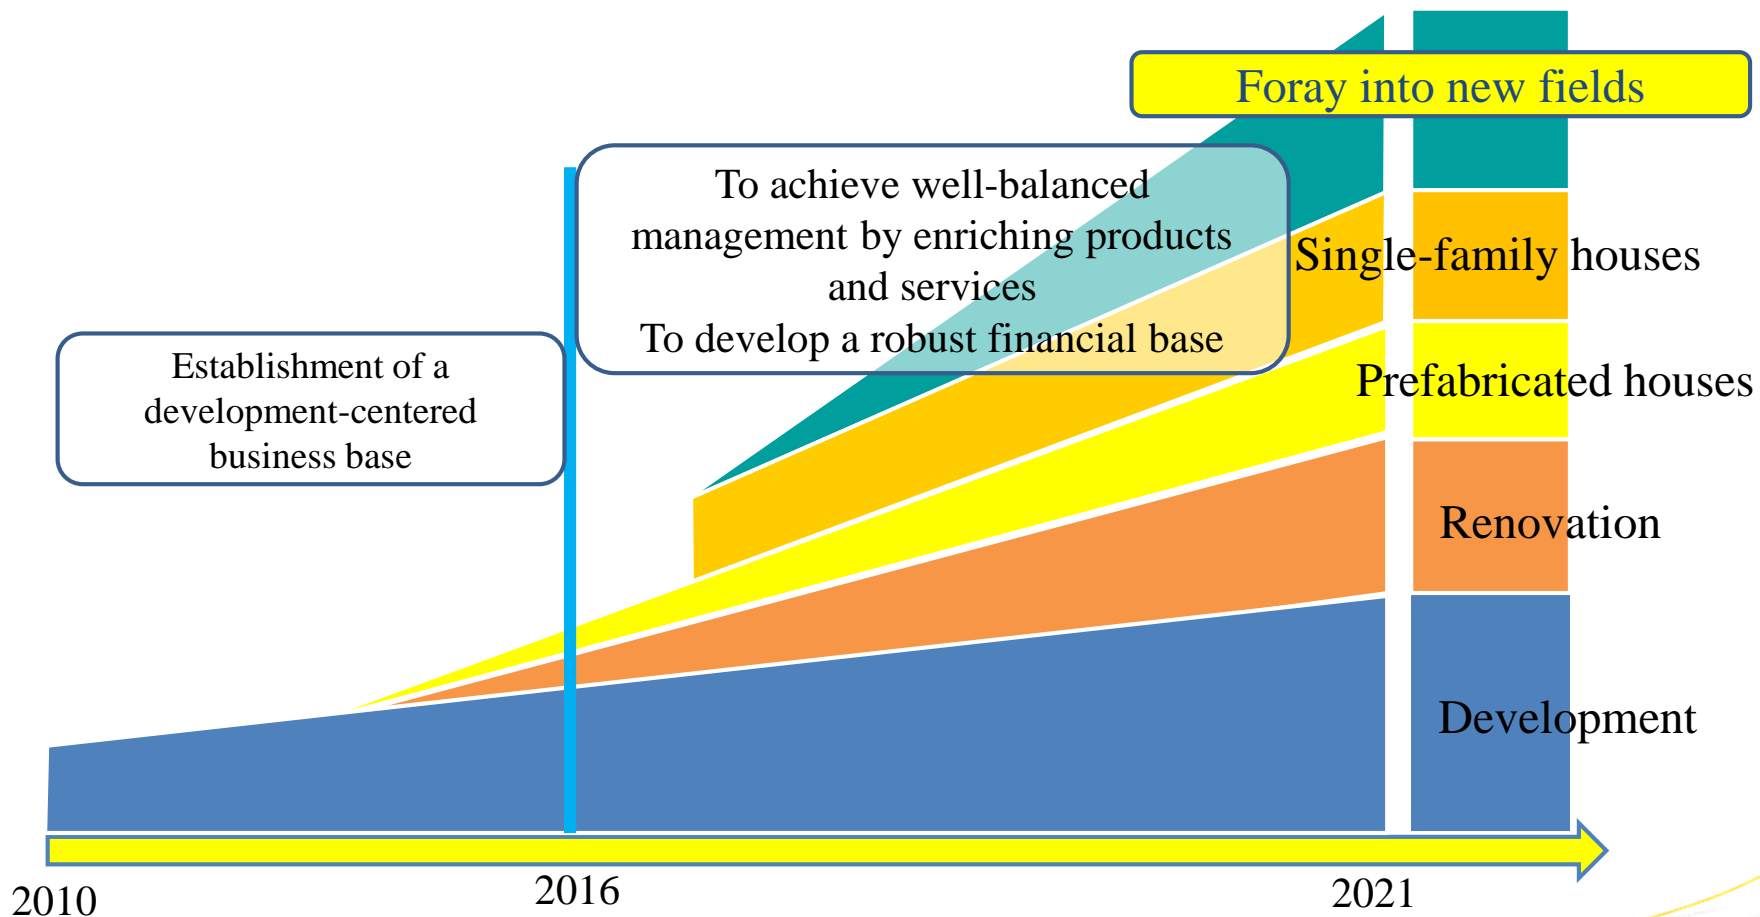 Foray into new fields
To achieve well-balanced
management by enriching products
and services
To develop a robust financial base
Single-family houses
Establishment of a
development-centered
business base
Prefabricated houses
Renovation
Development
2010
2016
2021